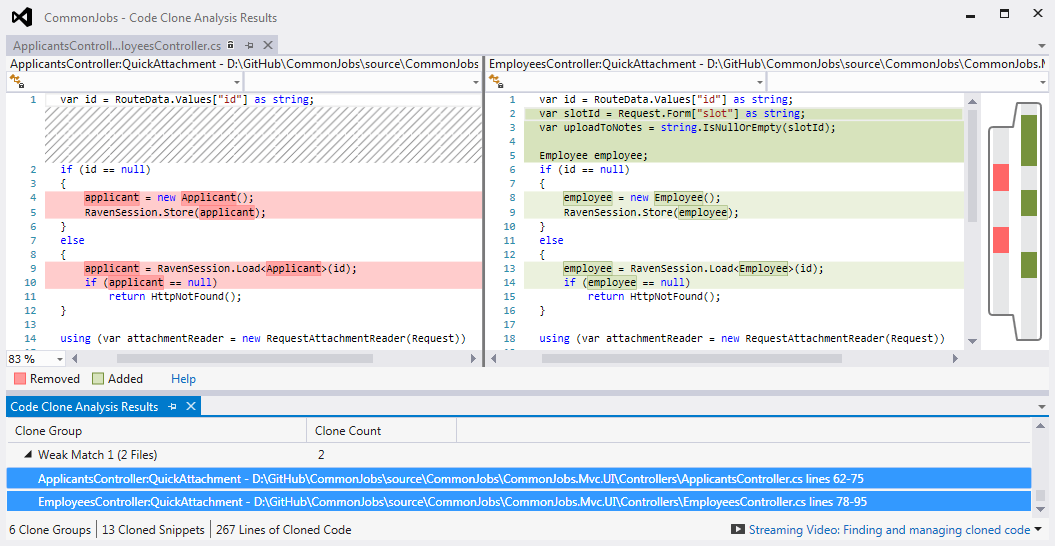 CommonJobs - Code Clone Analysis Results
ApplicantsControll...loyeesController.cs
ApplicantsController:QuickAttachment - D:\GitHub\CommonJobs\source\CommonJobs
1 var id = RouteData.Values["id"] as string;
2 if (id == null)
3 {
4 applicant = new Applicant();
5 RavenSession.Store(applicant);
6 }
7 else
8 {
9 applicant = RavenSession.Load<Applicant>(id);
10 if (applicant == null)
11 return HttpNotFound();
12 }
13
14 using (var attachmentReader = new RequestAttachmentReader(Request))
83 %
EmployeesController:QuickAttachment - D:\GitHub\CommonJobs\source\CommonJobs\CommonJobs.M
1 var id = RouteData.Values["id"] as string;
2 var slotId = Request.Form["slot"] as string;
3 var uploadToNotes = string.IsNullOrEmpty(slotId);
4
5 Employee employee;
6 if (id == null)
7 {
8 employee = new Employee();
9 RavenSession.Store(employee);
10 }
11 else
12 {
13 employee = RavenSession.Load<Employee>(id);
14 if (employee == null)
15 return HttpNotFound();
16 }
17
18 using (var attachmentReader = new RequestAttachmentReader(Request))
Removed Added Help
Code Clone Analysis Results
Clone Group Clone Count
Weak Match 1 (2 Files) 2
ApplicantsController:QuickAttachment - D:\GitHub\CommonJobs\source\CommonJobs\CommonJobs.Mvc.UI\Controllers\ApplicantsController.cs lines 62-75
EmployeesController:QuickAttachment - D:\GitHub\CommonJobs\source\CommonJobs\CommonJobs.Mvc.UI\Controllers\EmployeesController.cs lines 78-95
6 Clone Groups 13 Cloned Snippets 267 Lines of Cloned Code
Streaming Video: Finding and managing cloned code